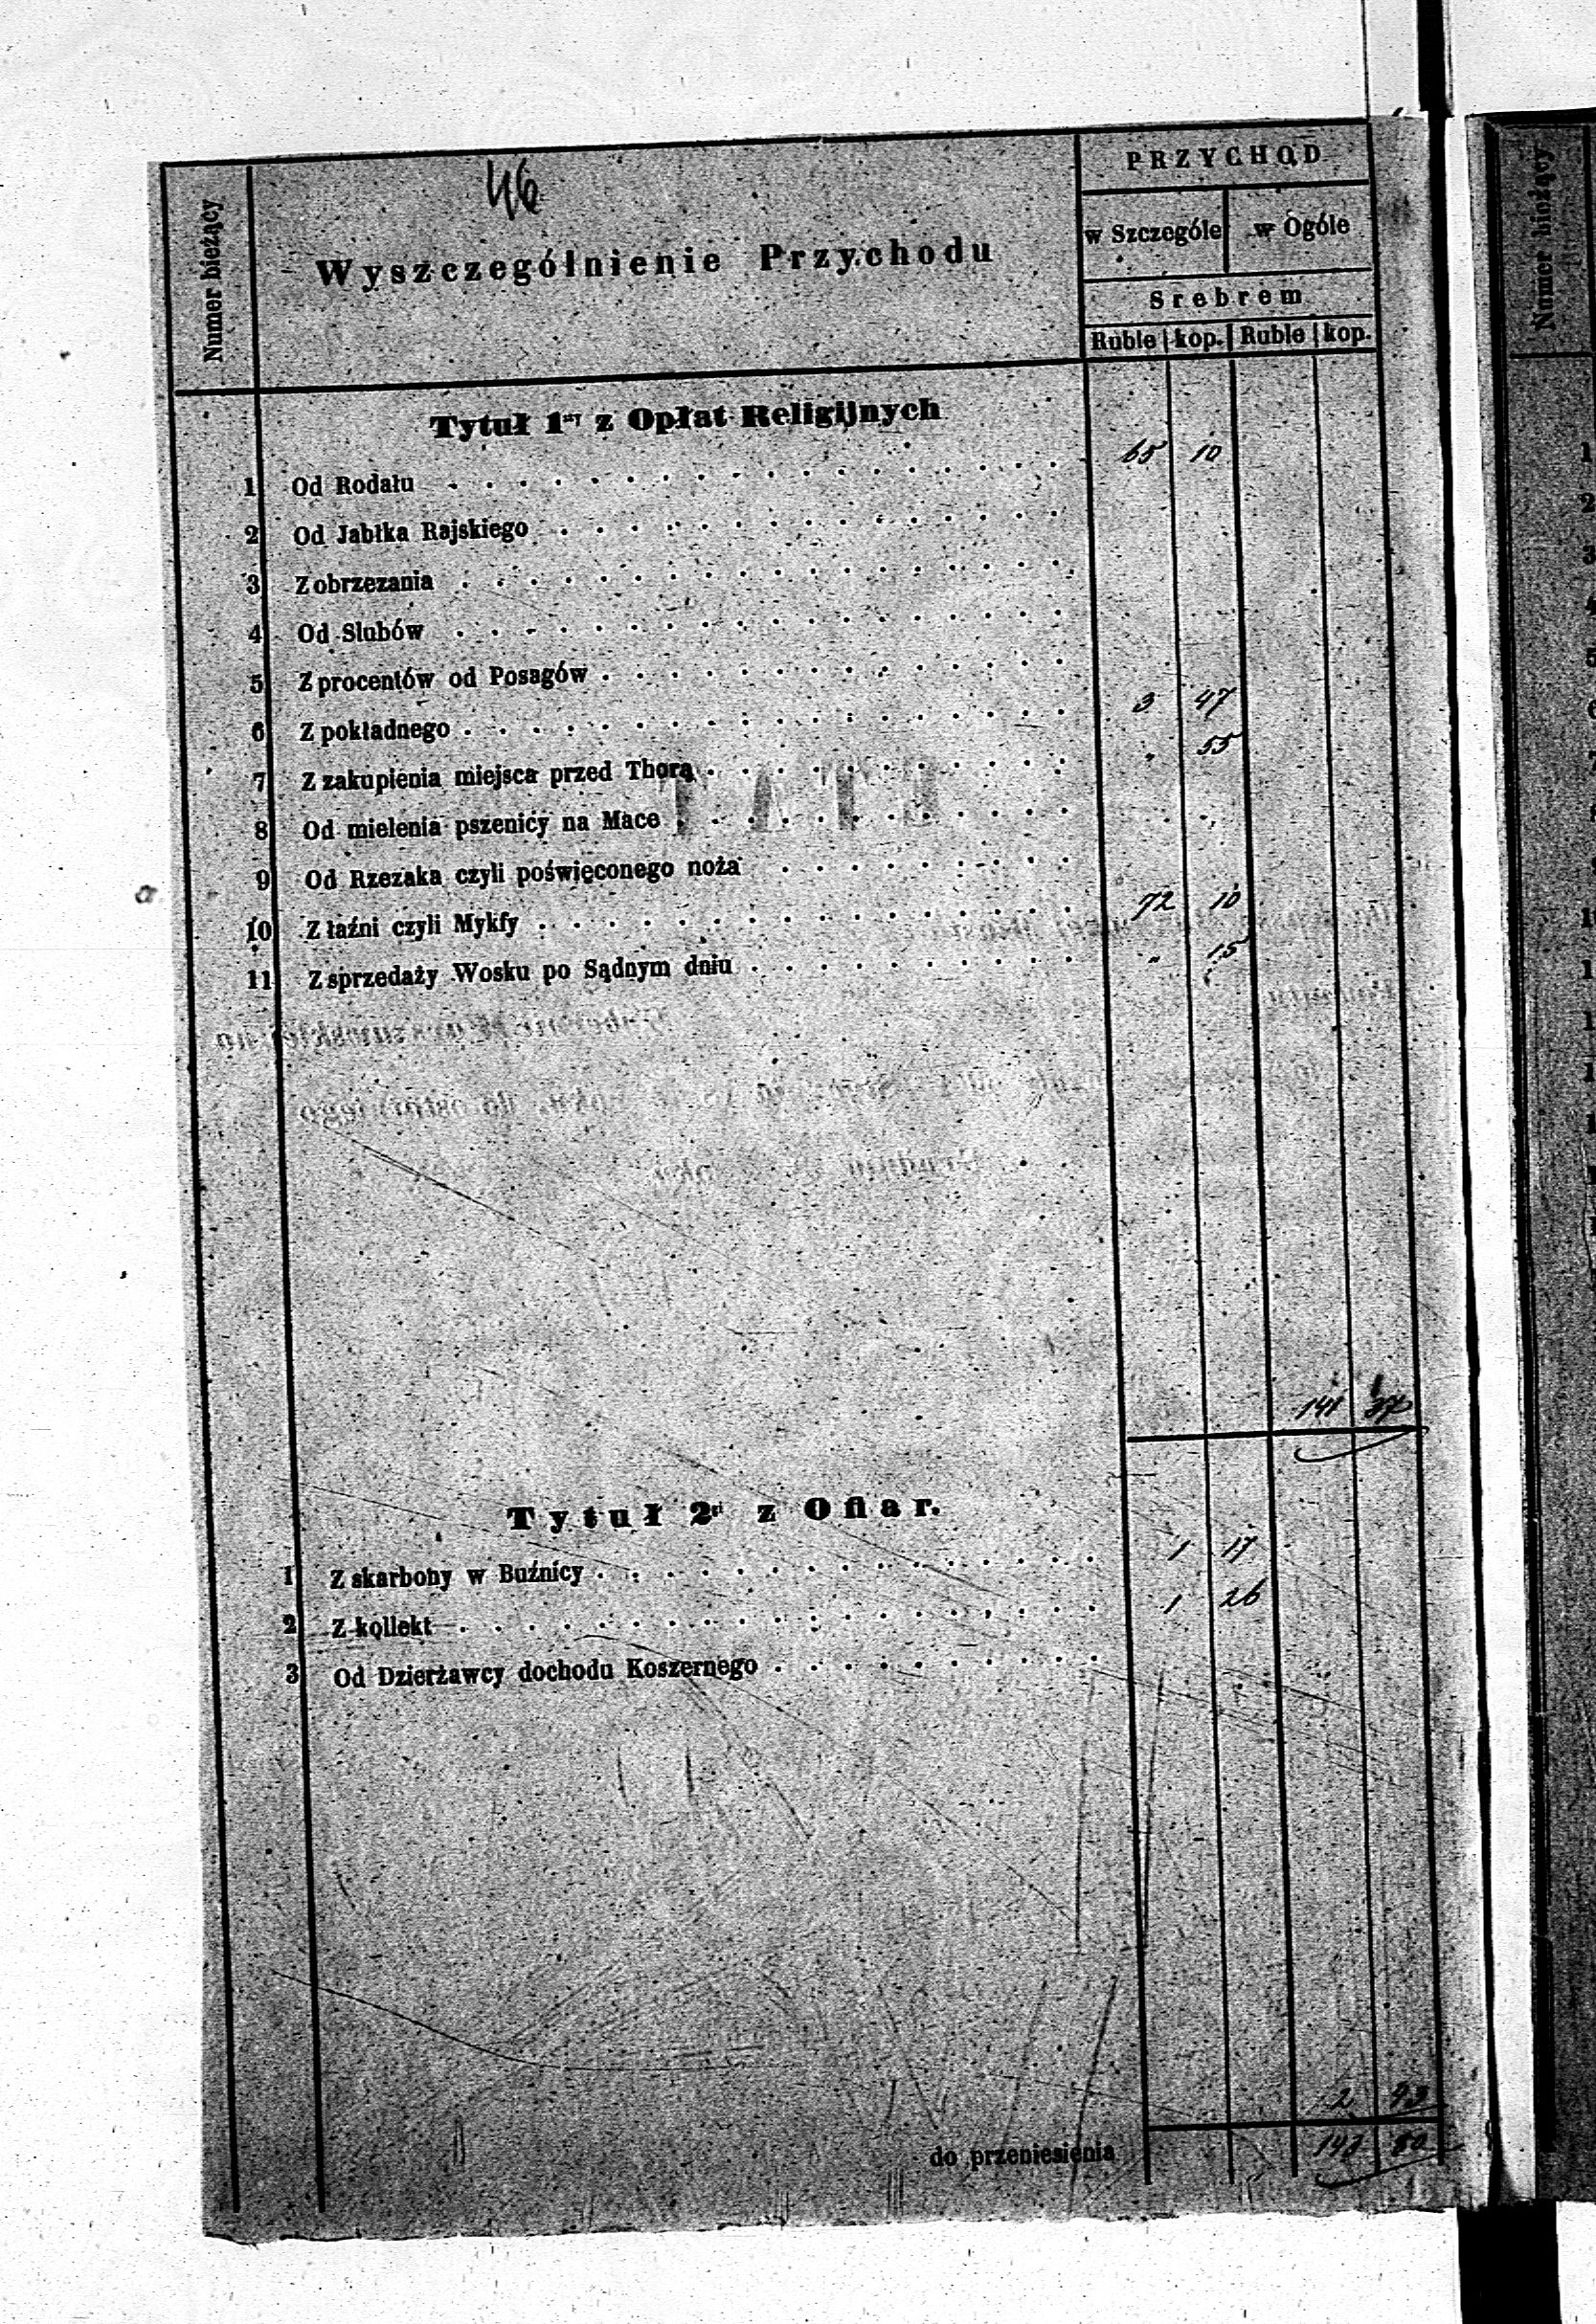 46
Numer bieżący
Wyszczególnienie Przychodu
PRZYCHOD
w Szczególe w Ogóle
Srebrem
Ruble kop. Ruble kop.
Tytuł 1ny z Opłat Religijnych
1 Od Rodału 65 10
2 Od Jabłka Rajskiego
3 Z obrzezania
4 Od Slubów
5 Z procentów od Posagów
6 Z pokładnego 3 47
7 Z zakupienia miejsca przed Thorą " 55
8 Od mielenia pszenicy na Mace
9 Od Rzezaka czyli poświęconego noża
10 Z łaźni czyli Mykfy 72 10
11 Z sprzedaży Wosku po Sądnym dniu " 15
141 37
Tytuł 2gi z Ofiar.
1 Z skarbony w Bużnicy 1 17
2 Z kollekt 1 26
3 Od Dzierżawcy dochodu Koszernego
2 43
do przeniesienia 143 80
Numer bieżący